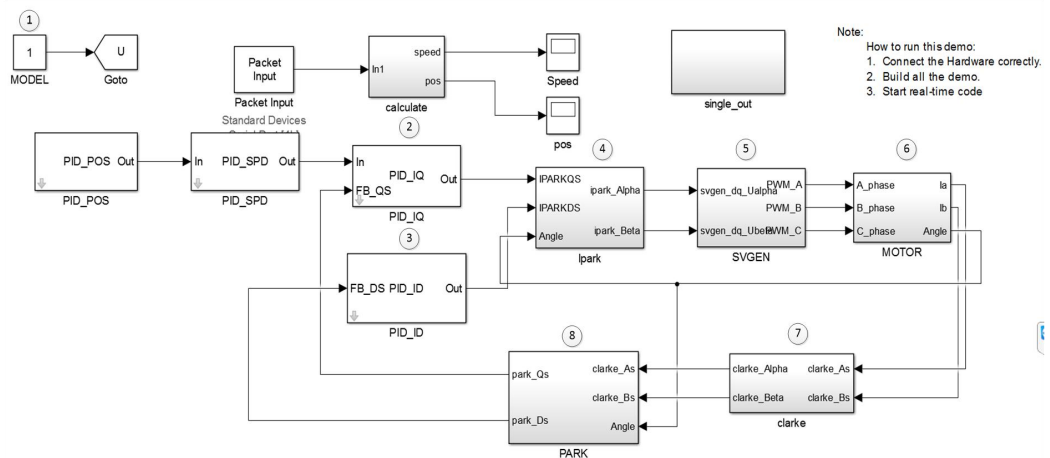 1
1
MODEL
U
Goto
Packet
Input
Packet Input
Standard Devices
In1
speed
pos
calculate
Speed
pos
single_out
Note:
How to run this demo:
1. Connect the Hardware correctly.
2. Build all the demo.
3. Start real-time code
PID_POS Out
PID_POS
In PID_SPD Out
PID_SPD
2
In
PID_IQ Out
FB_QS
PID_IQ
3
FB_DS PID_ID Out
PID_ID
4
IPARKQS
ipark_Alpha
IPARKDS
ipark_Beta
Angle
Ipark
5
svgen_dq_Ualpha
PWM_A
PWM_B
svgen_dq_Ubeta
PWM_C
SVGEN
6
A_phase Ia
B_phase Ib
C_phase Angle
MOTOR
8
park_Qs
clarke_As
clarke_Bs
park_Ds
Angle
PARK
7
clarke_Alpha clarke_As
clarke_Beta clarke_Bs
clarke